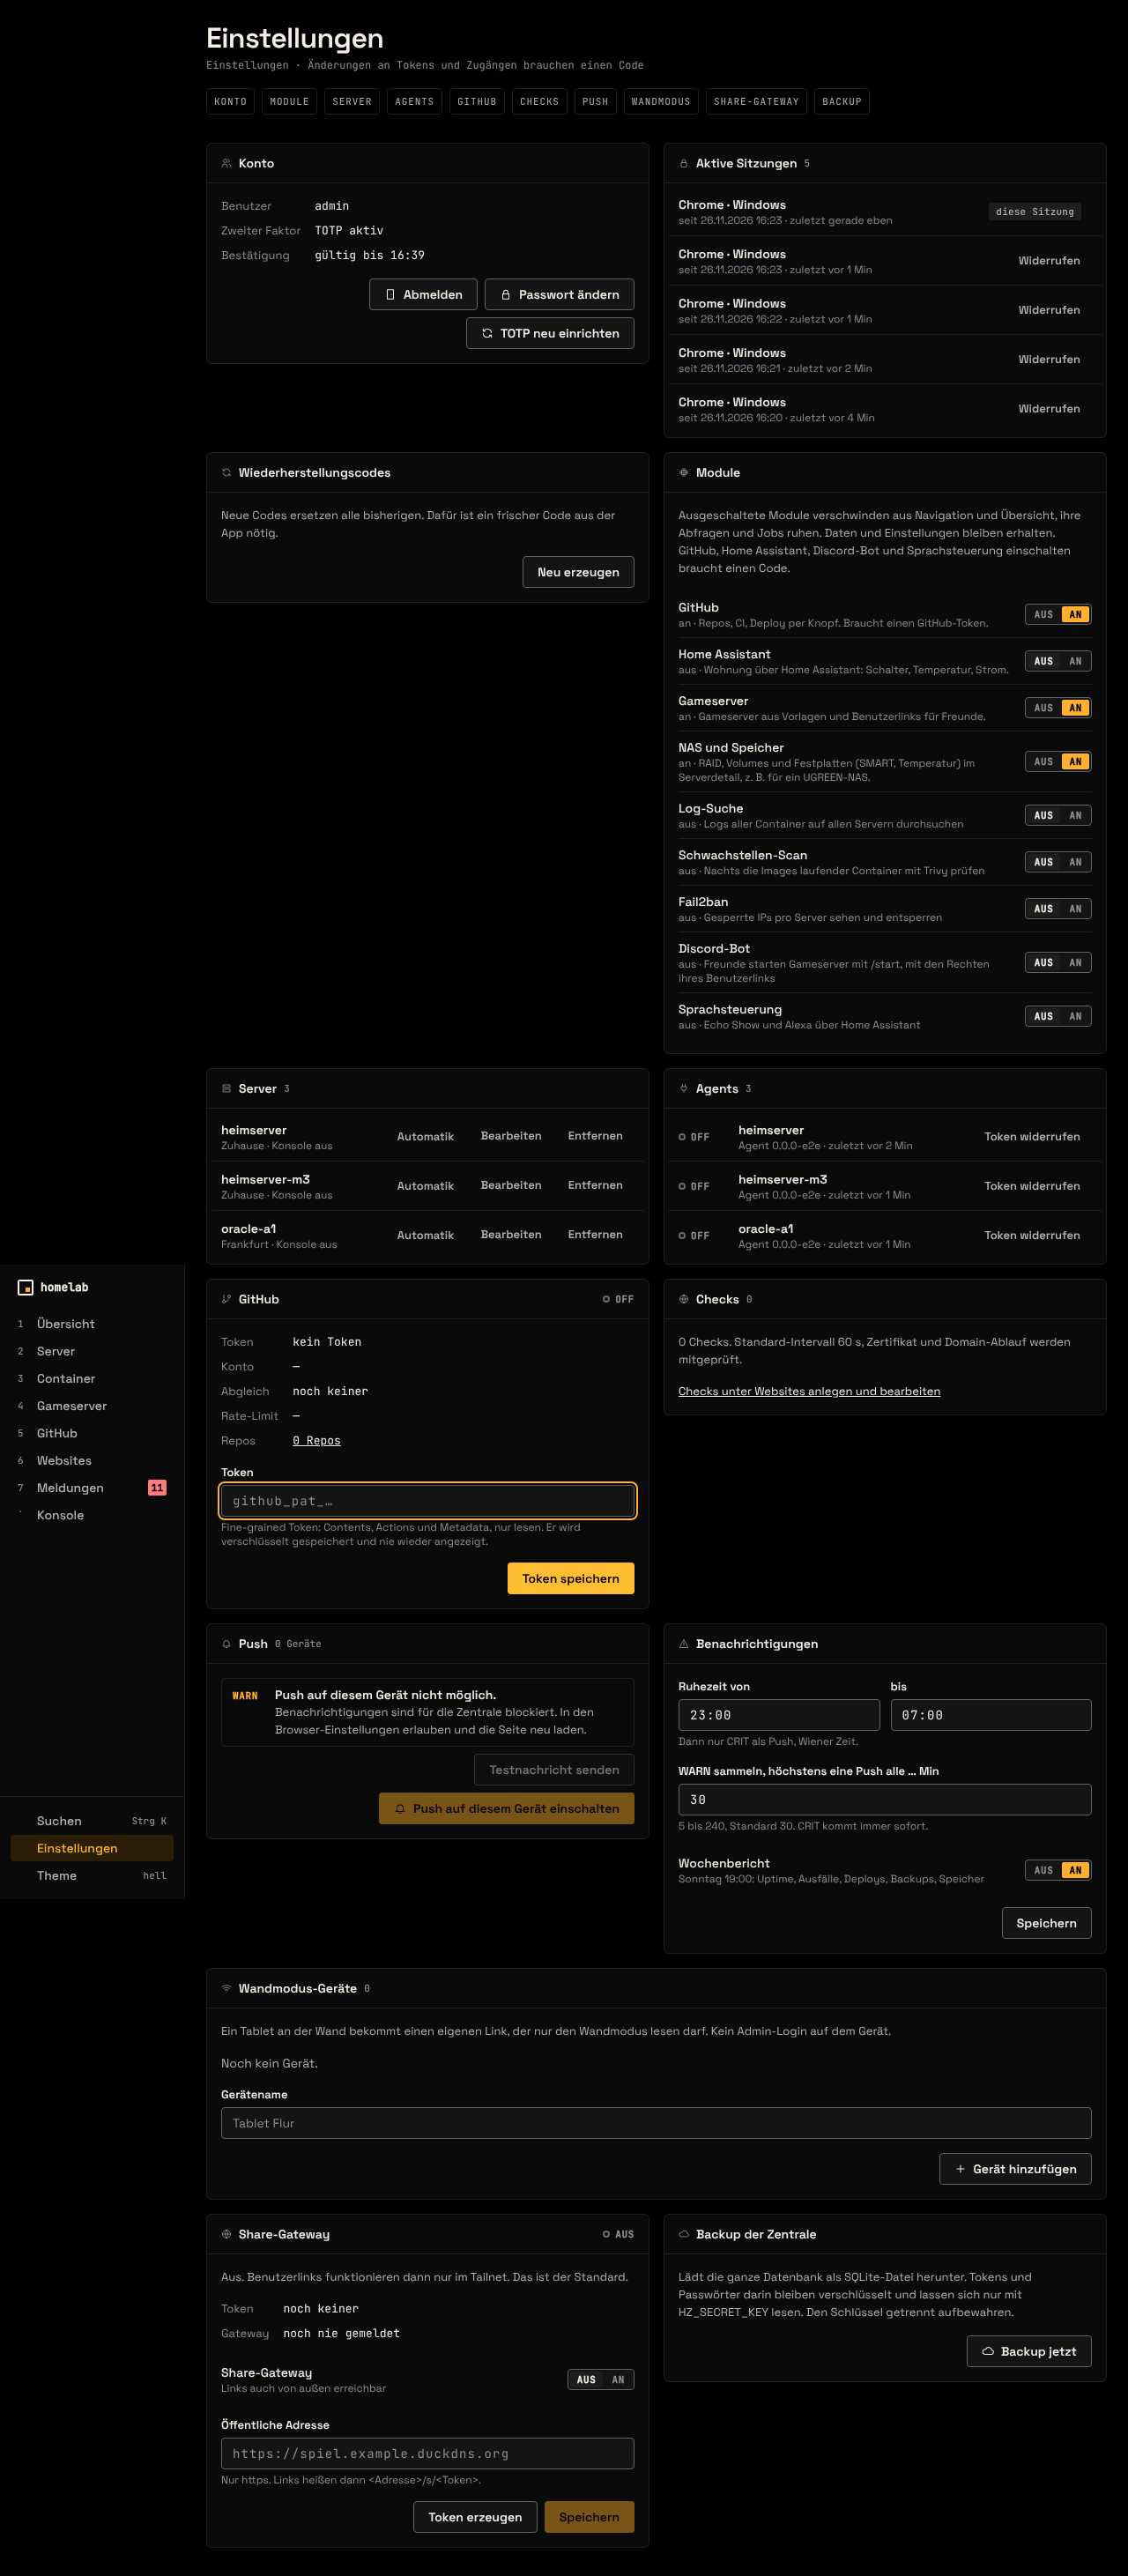 Einstellungen
Einstellungen · Änderungen an Tokens und Zugängen brauchen einen Code
KONTO
MODULE
SERVER
AGENTS
GITHUB
CHECKS
PUSH
WANDMODUS
SHARE-GATEWAY
BACKUP
Konto
Benutzer admin
Zweiter Faktor TOTP aktiv
Bestätigung gültig bis 16:39
Abmelden
Passwort ändern
TOTP neu einrichten
Aktive Sitzungen 5
Chrome · Windows
seit 26.11.2026 16:23 · zuletzt gerade eben
diese Sitzung
Chrome · Windows
seit 26.11.2026 16:23 · zuletzt vor 1 Min
Widerrufen
Chrome · Windows
seit 26.11.2026 16:22 · zuletzt vor 1 Min
Widerrufen
Chrome · Windows
seit 26.11.2026 16:21 · zuletzt vor 2 Min
Widerrufen
Chrome · Windows
seit 26.11.2026 16:20 · zuletzt vor 4 Min
Widerrufen
Wiederherstellungscodes
Neue Codes ersetzen alle bisherigen. Dafür ist ein frischer Code aus der
App nötig.
Neu erzeugen
Module
Ausgeschaltete Module verschwinden aus Navigation und Übersicht, ihre
Abfragen und Jobs ruhen. Daten und Einstellungen bleiben erhalten.
GitHub, Home Assistant, Discord-Bot und Sprachsteuerung einschalten
braucht einen Code.
GitHub
an · Repos, CI, Deploy per Knopf. Braucht einen GitHub-Token.
AUS AN
Home Assistant
aus · Wohnung über Home Assistant: Schalter, Temperatur, Strom.
AUS AN
Gameserver
an · Gameserver aus Vorlagen und Benutzerlinks für Freunde.
AUS AN
NAS und Speicher
an · RAID, Volumes und Festplatten (SMART, Temperatur) im
Serverdetail, z. B. für ein UGREEN-NAS.
AUS AN
Log-Suche
aus · Logs aller Container auf allen Servern durchsuchen
AUS AN
Schwachstellen-Scan
aus · Nachts die Images laufender Container mit Trivy prüfen
AUS AN
Fail2ban
aus · Gesperrte IPs pro Server sehen und entsperren
AUS AN
Discord-Bot
aus · Freunde starten Gameserver mit /start, mit den Rechten
ihres Benutzerlinks
AUS AN
Sprachsteuerung
aus · Echo Show und Alexa über Home Assistant
AUS AN
Server 3
heimserver
Zuhause · Konsole aus
Automatik Bearbeiten Entfernen
heimserver-m3
Zuhause · Konsole aus
Automatik Bearbeiten Entfernen
oracle-a1
Frankfurt · Konsole aus
Automatik Bearbeiten Entfernen
Agents 3
OFF
heimserver
Agent 0.0.0-e2e · zuletzt vor 2 Min
Token widerrufen
OFF
heimserver-m3
Agent 0.0.0-e2e · zuletzt vor 1 Min
Token widerrufen
OFF
oracle-a1
Agent 0.0.0-e2e · zuletzt vor 1 Min
Token widerrufen
homelab
1 Übersicht
2 Server
3 Container
4 Gameserver
5 GitHub
6 Websites
7 Meldungen 11
` Konsole
Suchen Strg K
Einstellungen
Theme hell
GitHub
OFF
Token kein Token
Konto —
Abgleich noch keiner
Rate-Limit —
Repos 0 Repos
Token
github_pat_…
Fine-grained Token: Contents, Actions und Metadata, nur lesen. Er wird
verschlüsselt gespeichert und nie wieder angezeigt.
Token speichern
Checks 0
0 Checks. Standard-Intervall 60 s, Zertifikat und Domain-Ablauf werden
mitgeprüft.
Checks unter Websites anlegen und bearbeiten
Push 0 Geräte
WARN
Push auf diesem Gerät nicht möglich.
Benachrichtigungen sind für die Zentrale blockiert. In den
Browser-Einstellungen erlauben und die Seite neu laden.
Testnachricht senden
Push auf diesem Gerät einschalten
Benachrichtigungen
Ruhezeit von
bis
23:00
07:00
Dann nur CRIT als Push, Wiener Zeit.
WARN sammeln, höchstens eine Push alle … Min
30
5 bis 240, Standard 30. CRIT kommt immer sofort.
Wochenbericht
Sonntag 19:00: Uptime, Ausfälle, Deploys, Backups, Speicher
AUS AN
Speichern
Wandmodus-Geräte 0
Ein Tablet an der Wand bekommt einen eigenen Link, der nur den Wandmodus lesen darf. Kein Admin-Login auf dem Gerät.
Noch kein Gerät.
Gerätename
Tablet Flur
Gerät hinzufügen
Share-Gateway
AUS
Aus. Benutzerlinks funktionieren dann nur im Tailnet. Das ist der Standard.
Token noch keiner
Gateway noch nie gemeldet
Share-Gateway
Links auch von außen erreichbar
AUS AN
Öffentliche Adresse
https://spiel.example.duckdns.org
Nur https. Links heißen dann <Adresse>/s/<Token>.
Token erzeugen
Speichern
Backup der Zentrale
Lädt die ganze Datenbank als SQLite-Datei herunter. Tokens und
Passwörter darin bleiben verschlüsselt und lassen sich nur mit
HZ_SECRET_KEY lesen. Den Schlüssel getrennt aufbewahren.
Backup jetzt